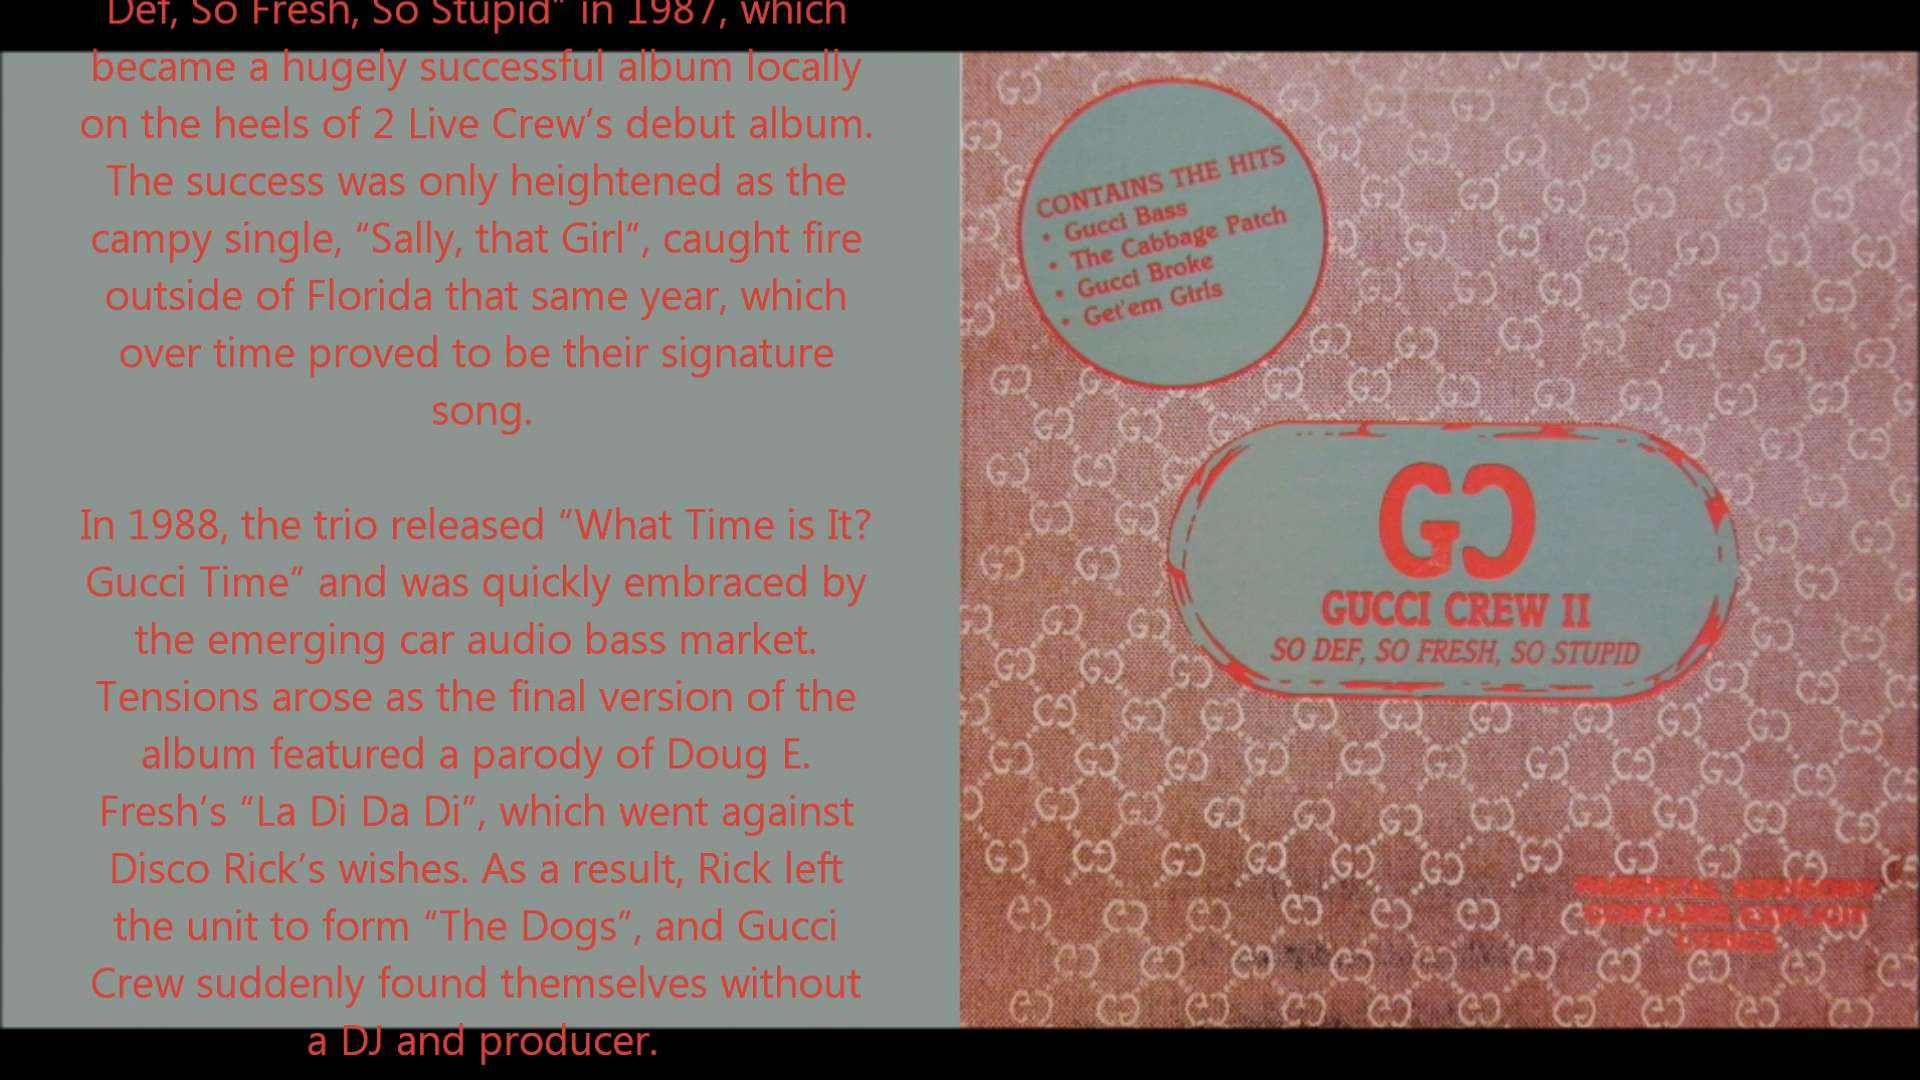 Def, So Fresh, So Stupid” in 1987, which
became a hugely successful album locally
on the heels of 2 Live Crew’s debut album.
The success was only heightened as the
campy single, “Sally, that Girl”, caught fire
outside of Florida that same year, which
over time proved to be their signature
song.
In 1988, the trio released “What Time is It?
Gucci Time” and was quickly embraced by
the emerging car audio bass market.
Tensions arose as the final version of the
album featured a parody of Doug E.
Fresh’s “La Di Da Di”, which went against
Disco Rick’s wishes. As a result, Rick left
the unit to form “The Dogs”, and Gucci
Crew suddenly found themselves without
a DJ and producer.
CONTAINS THE HITS
• Gucci Bass
• The Cabbage Patch
• Gucci Broke
• Get'em Girls
GUCCI CREW II
SO DEF, SO FRESH, SO STUPID
PARENTAL ADVISORY
CONTAINS EXPLICIT
LYRICS